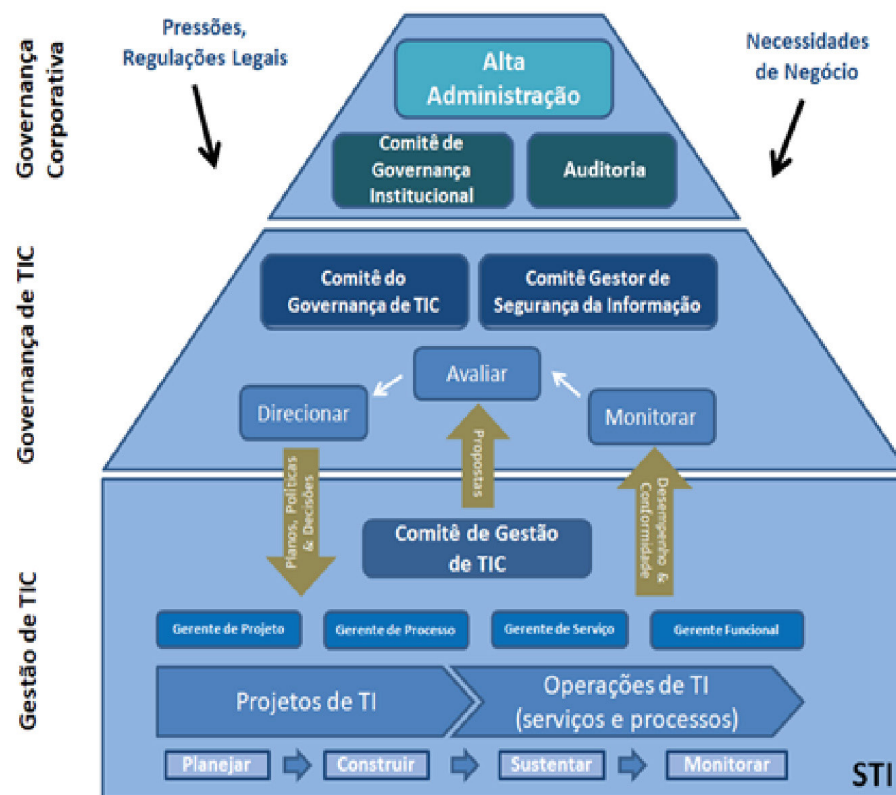 Governança
Corporativa
Pressões,
Regulações Legais
Necessidades
de Negócio
Alta
Administração
Comitê de
Governança
Institucional
Auditoria
Governança de TIC
Comitê do
Governança de TIC
Comitê Gestor de
Segurança da Informação
Direcionar
Avaliar
Monitorar
Planos, Políticas
& Decisões
Propostas
Desempenho &
Conformidade
Gestão de TIC
Comitê de Gestão
de TIC
Gerente de Projeto
Gerente de Processo
Gerente de Serviço
Gerente Funcional
Projetos de TI
Operações de TI
(serviços e processos)
Planejar
Construir
Sustentar
Monitorar
STI